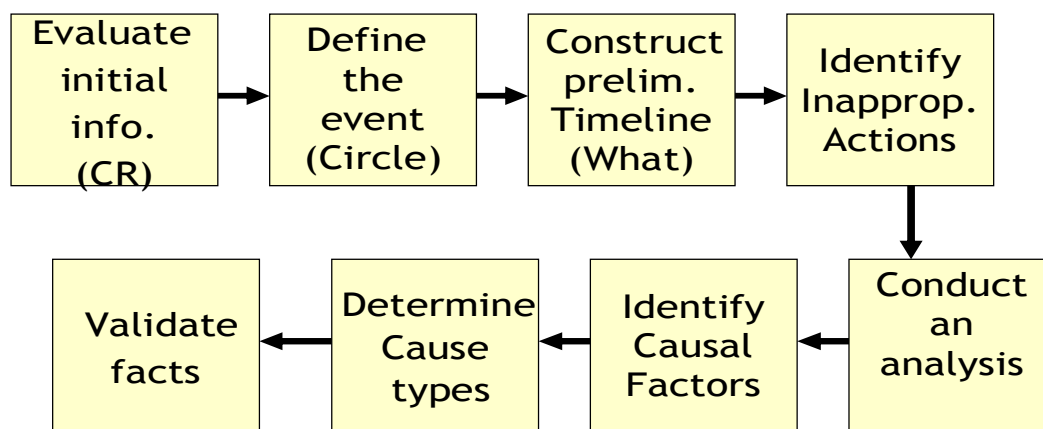 Evaluate
initial
info.
(CR)
Define
the
event
(Circle)
Construct
prelim.
Timeline
(What)
Identify
Inapprop.
Actions
Conduct
an
analysis
Identify
Causal
Factors
Determine
Cause
types
Validate
facts